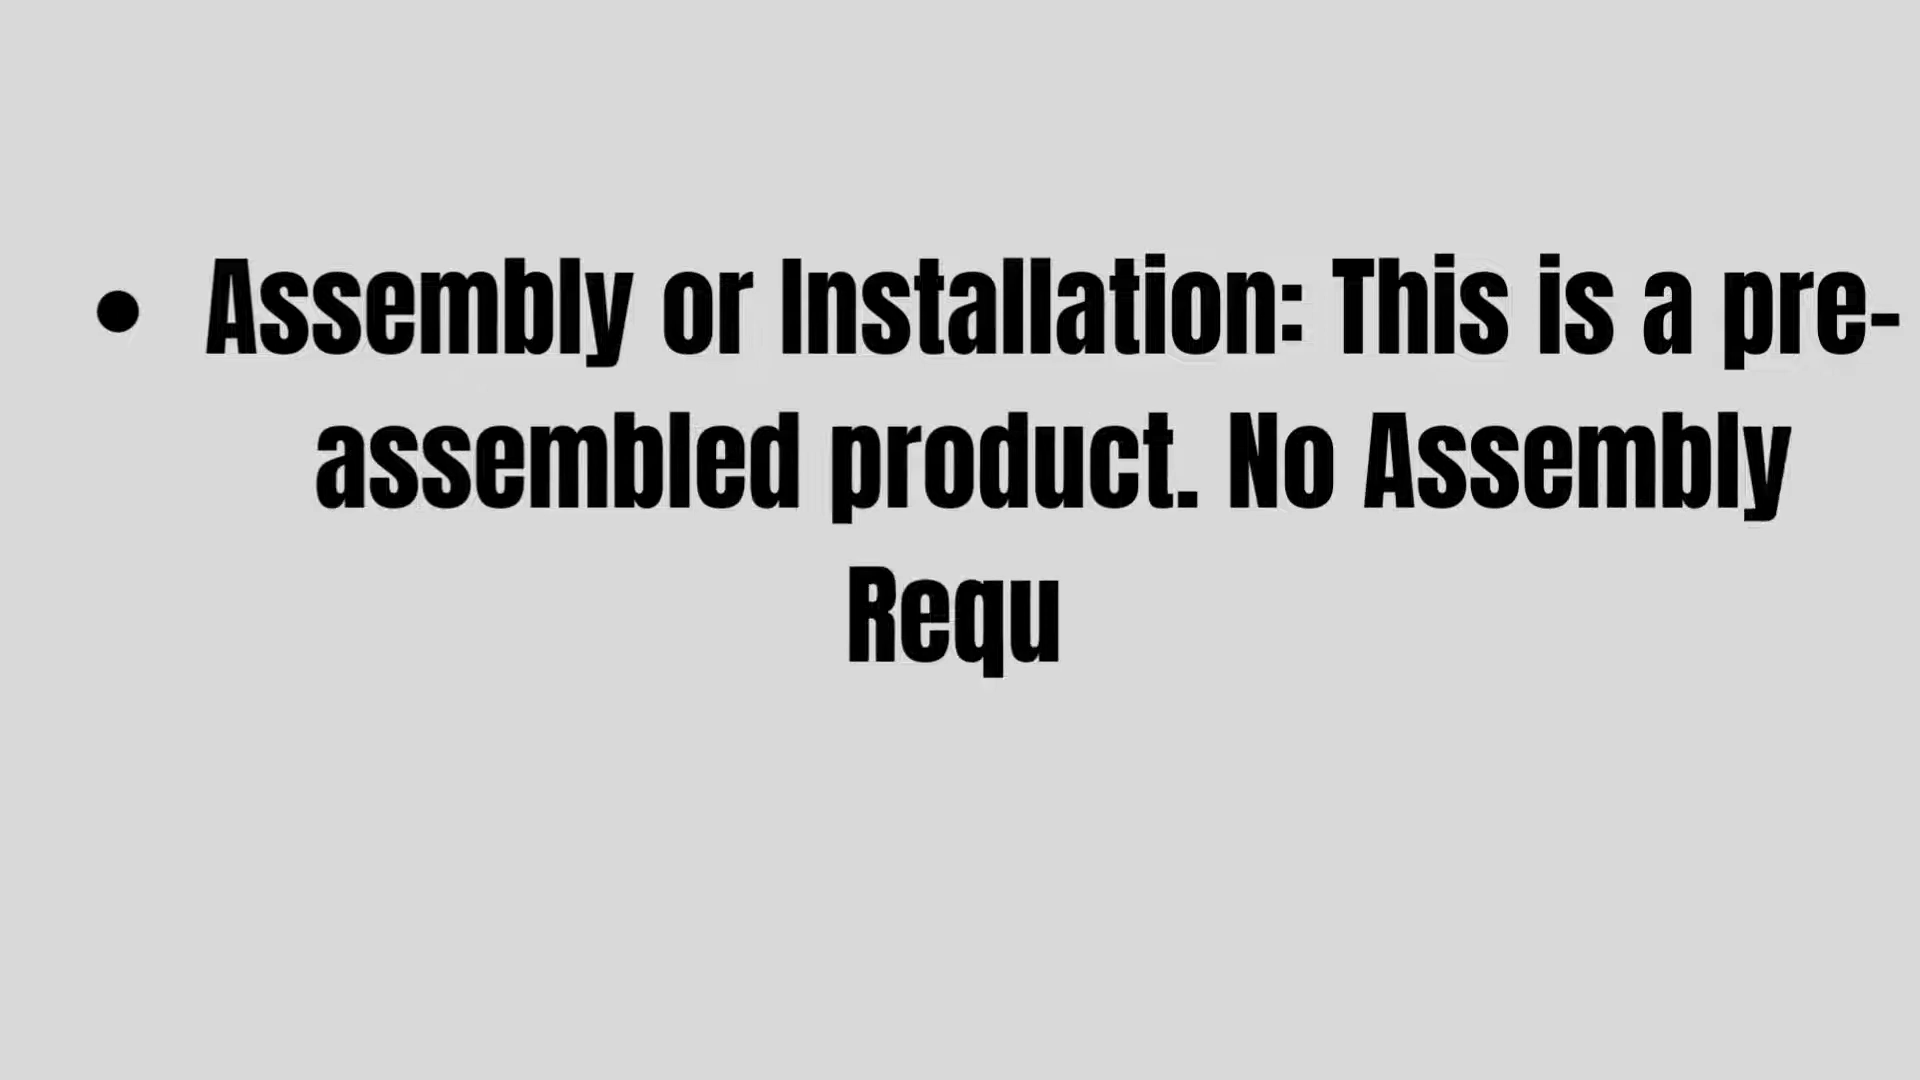 • Assembly or Installation: This is a pre-
assembled product. No Assembly
Requ